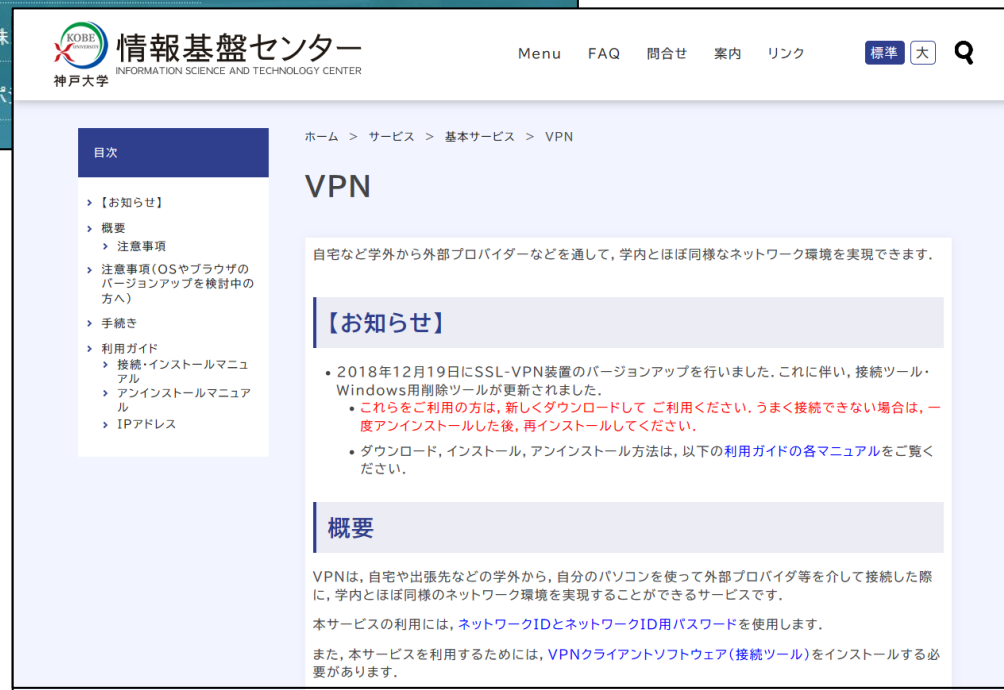 株
ポ
KOBE
UNIVERSITY
神戸大学
情報基盤センター
INFORMATION SCIENCE AND TECHNOLOGY CENTER
Menu FAQ 問合せ 案内 リンク 標準 大
目次
【お知らせ】
概要
注意事項
注意事項(OSやブラウザの
バージョンアップを検討中の
方へ)
手続き
利用ガイド
接続・インストールマニュ
アル
アンインストールマニュア
ル
IPアドレス
ホーム > サービス > 基本サービス > VPN
VPN
自宅など学外から外部プロバイダーなどを通して,学内とほぼ同様なネットワーク環境を実現できます.
【お知らせ】
• 2018年12月19日にSSL-VPN装置のバージョンアップを行いました.これに伴い,接続ツール・
Windows用削除ツールが更新されました.
• これらをご利用の方は,新しくダウンロードして ご利用ください.うまく接続できない場合は,一
度アンインストールした後,再インストールしてください.
• ダウンロード,インストール,アンインストール方法は,以下の利用ガイドの各マニュアルをご覧く
ださい.
概要
VPNは,自宅や出張先などの学外から,自分のパソコンを使って外部プロバイダ等を介して接続した際
に,学内とほぼ同様のネットワーク環境を実現することができるサービスです.
本サービスの利用には,ネットワークIDとネットワークID用パスワードを使用します.
また,本サービスを利用するためには,VPNクライアントソフトウェア(接続ツール)をインストールする必
要があります.